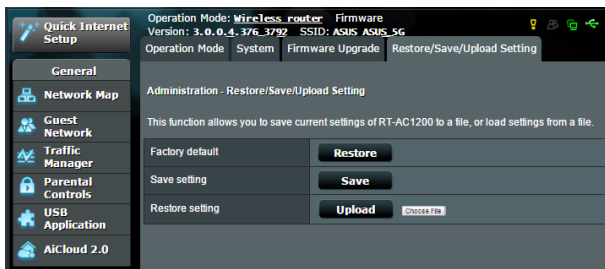 Quick Internet
Setup
General
Network Map
Guest
Network
Traffic
Manager
Parental
Controls
USB
Application
AiCloud 2.0
Operation Mode: Wireless router Firmware
Version: 3.0.0.4.376_3792 SSID: ASUS ASUS_5G
Operation Mode System Firmware Upgrade Restore/Save/Upload Setting
Administration - Restore/Save/Upload Setting
This function allows you to save current settings of RT-AC1200 to a file, or load settings from a file.
Factory default Restore
Save setting Save
Restore setting Upload Choose File